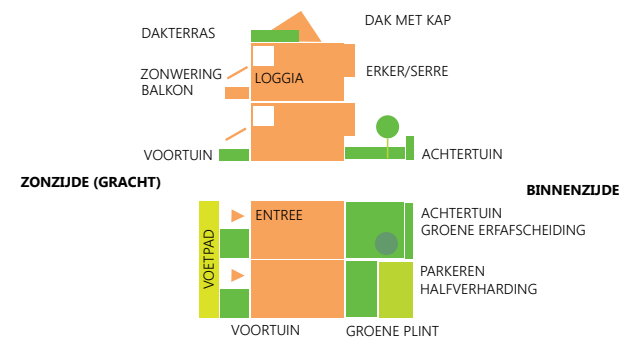 DAK MET KAP
DAKTERRAS
ERKER/SERRE
ZONWERING
BALKON
LOGGIA
VOORTUIN
ACHTERTUIN
ZONZIJDE (GRACHT)
BINNENZIJDE
ENTREE
ACHTERTUIN
GROENE ERFAFSCHEIDING
VOETPAD
PARKEREN
HALFVERHARDING
VOORTUIN
GROENE PLINT